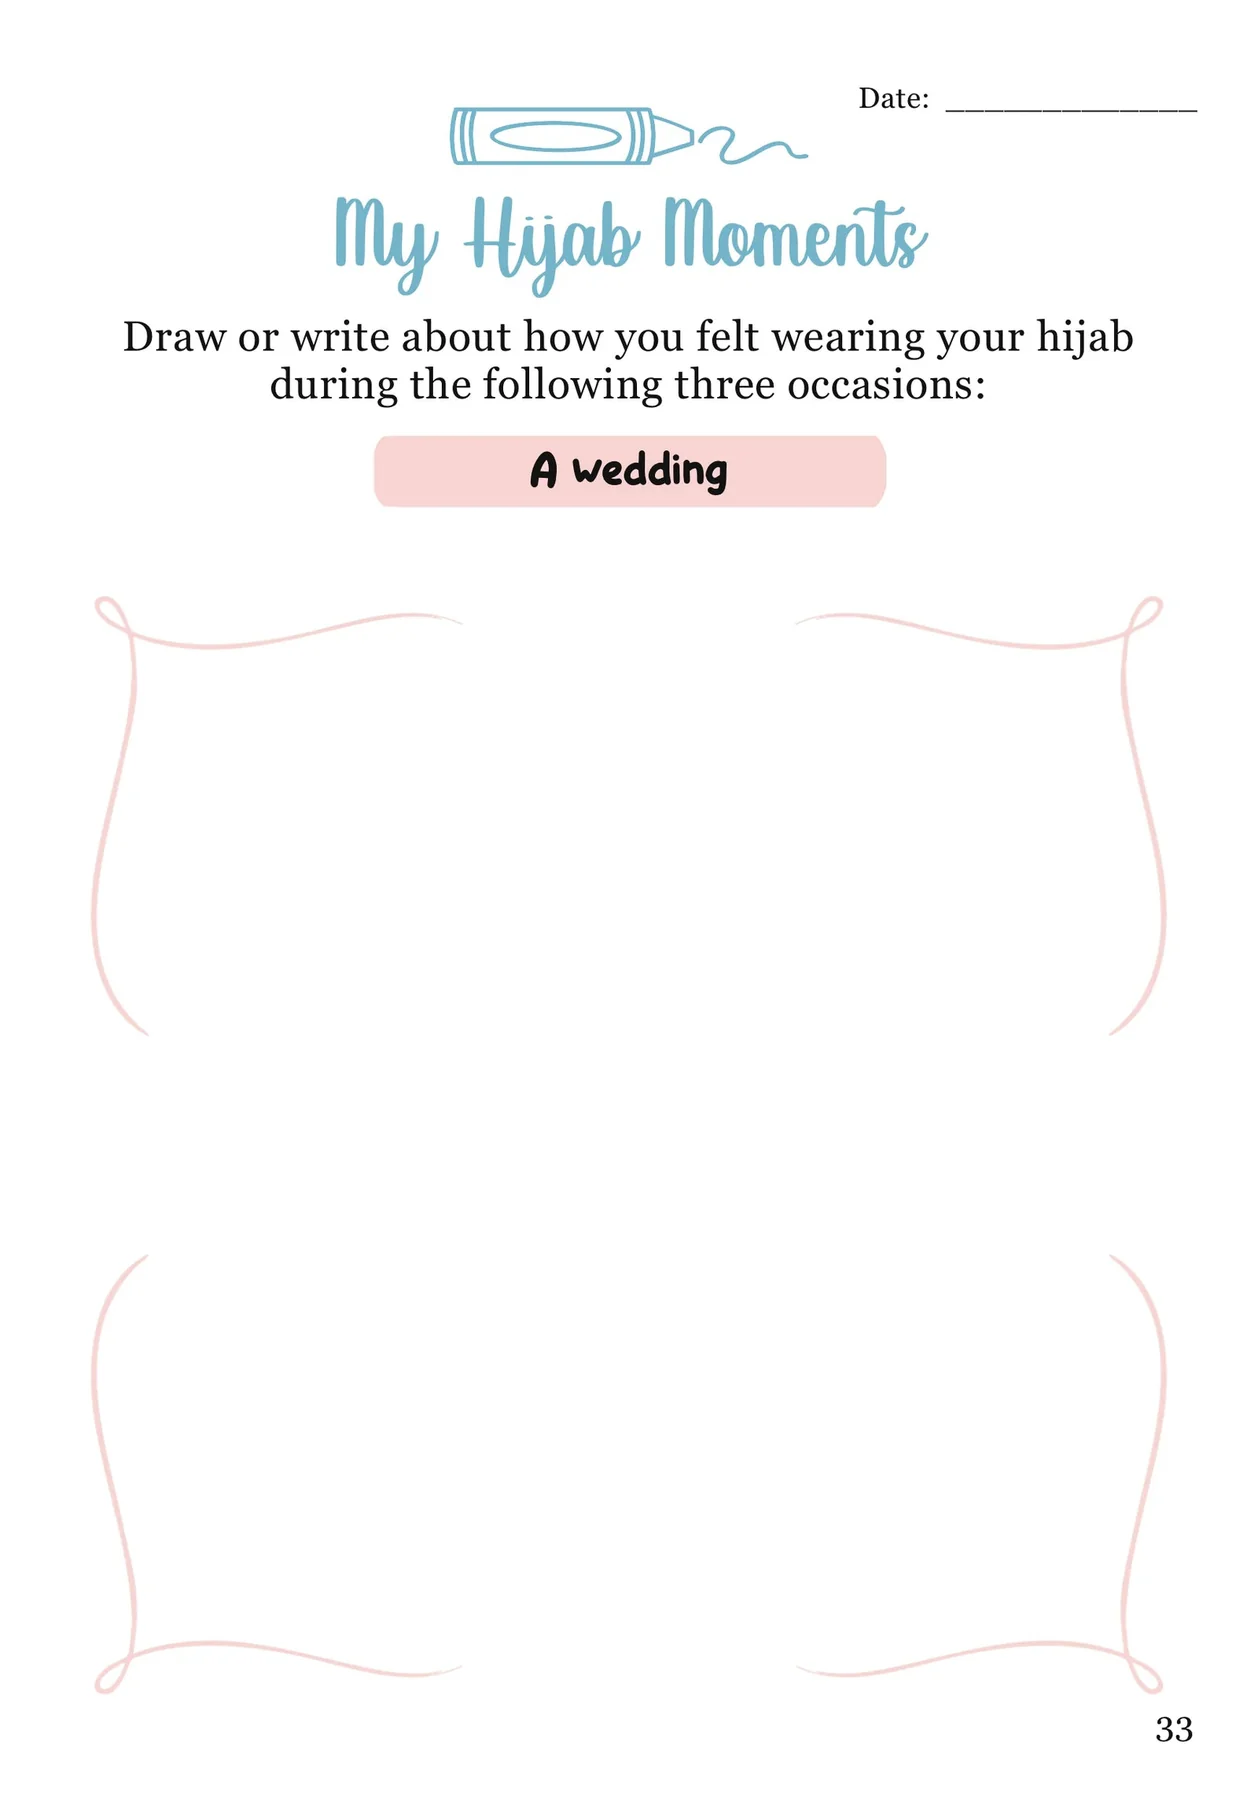 Date: _____________
My Hijab Moments
Draw or write about how you felt wearing your hijab
during the following three occasions:
A wedding
33